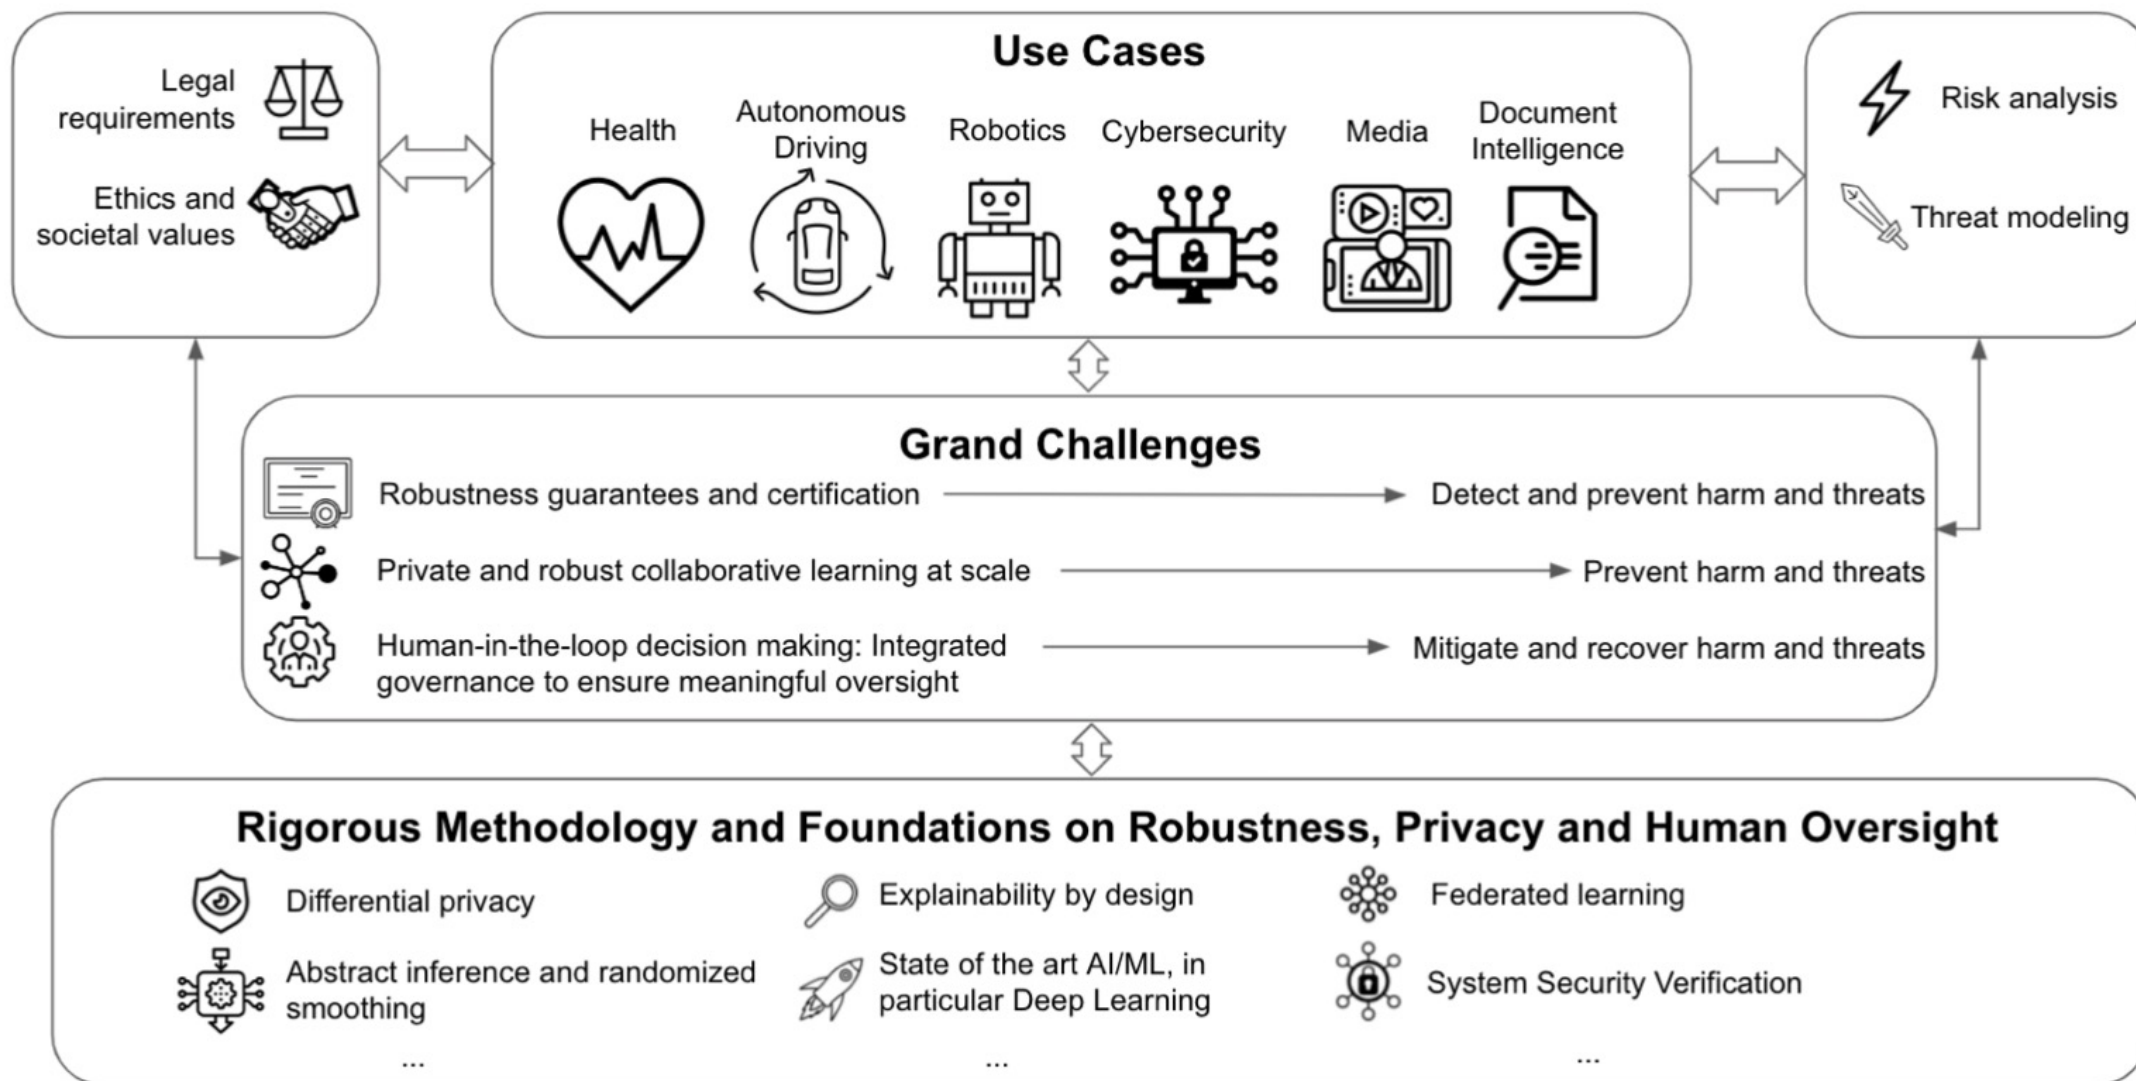 Legal
requirements
Ethics and
societal values
Use Cases
Health
Autonomous
Driving
Robotics
Cybersecurity
Media
Document
Intelligence
Risk analysis
Threat modeling
Grand Challenges
Robustness guarantees and certification
Detect and prevent harm and threats
Private and robust collaborative learning at scale
Prevent harm and threats
Human-in-the-loop decision making: Integrated
governance to ensure meaningful oversight
Mitigate and recover harm and threats
Rigorous Methodology and Foundations on Robustness, Privacy and Human Oversight
Differential privacy
Abstract inference and randomized
smoothing
...
Explainability by design
State of the art AI/ML, in
particular Deep Learning
...
Federated learning
System Security Verification
...